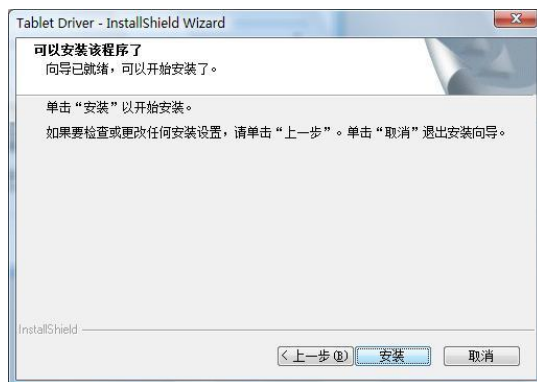 Tablet Driver - InstallShield Wizard
可以安装该程序了
向导已就绪，可以开始安装了。
单击“安装”以开始安装。
如果要检查或更改任何安装设置，请单击“上一步”。单击“取消”退出安装向导。
InstallShield
<上一步(B) 安装 取消